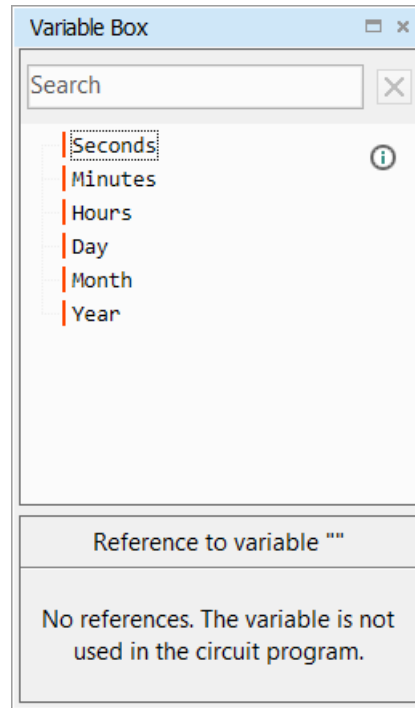 Variable Box
Search
Seconds
Minutes
Hours
Day
Month
Year
Reference to variable ""
No references. The variable is not
used in the circuit program.